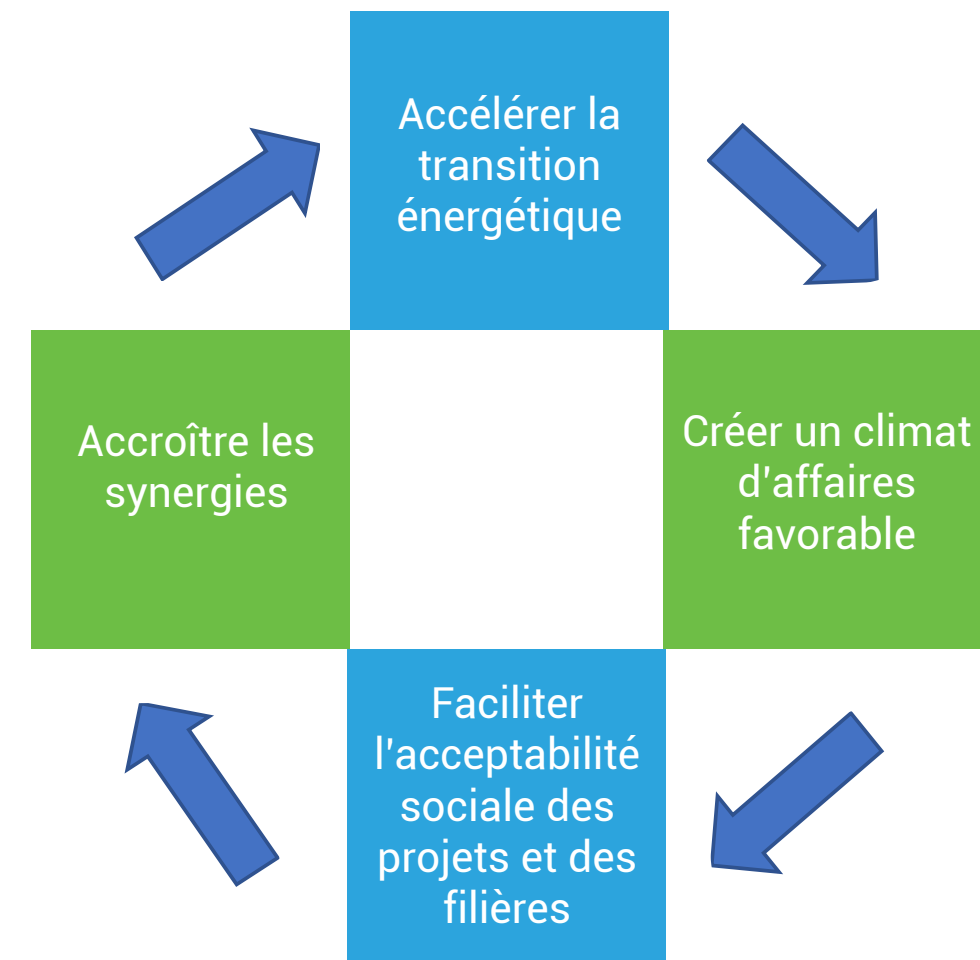 Accélérer la
transition
énergétique
Accroître les
synergies
Créer un climat
d'affaires
favorable
Faciliter
l'acceptabilité
sociale des
projets et des
filières